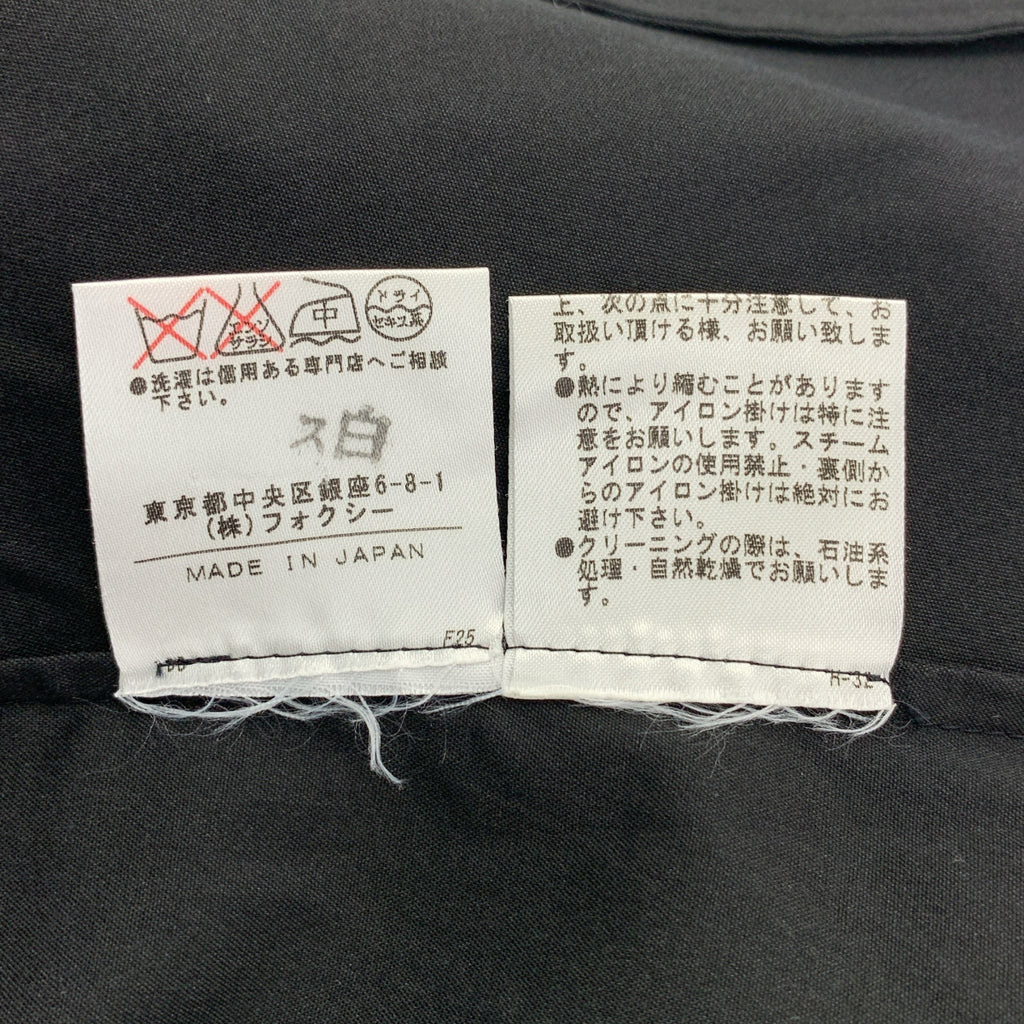 エンソ
サラシ
中
ドライ
セキユ系
●洗濯は信用ある専門店へご相談
下さい。
ス白
東京都中央区銀座6-8-1
(株)フォクシー
MADE IN JAPAN
F25
上、次の点に十分注意して、お
取扱い頂ける様、お願い致しま
す。
●熱により縮むことがあります
ので、アイロン掛けは特に注
意をお願いします。スチーム
アイロンの使用禁止・裏側か
らのアイロン掛けは絶対にお
避け下さい。
●クリーニングの際は、石油系
処理・自然乾燥でお願いしま
す。